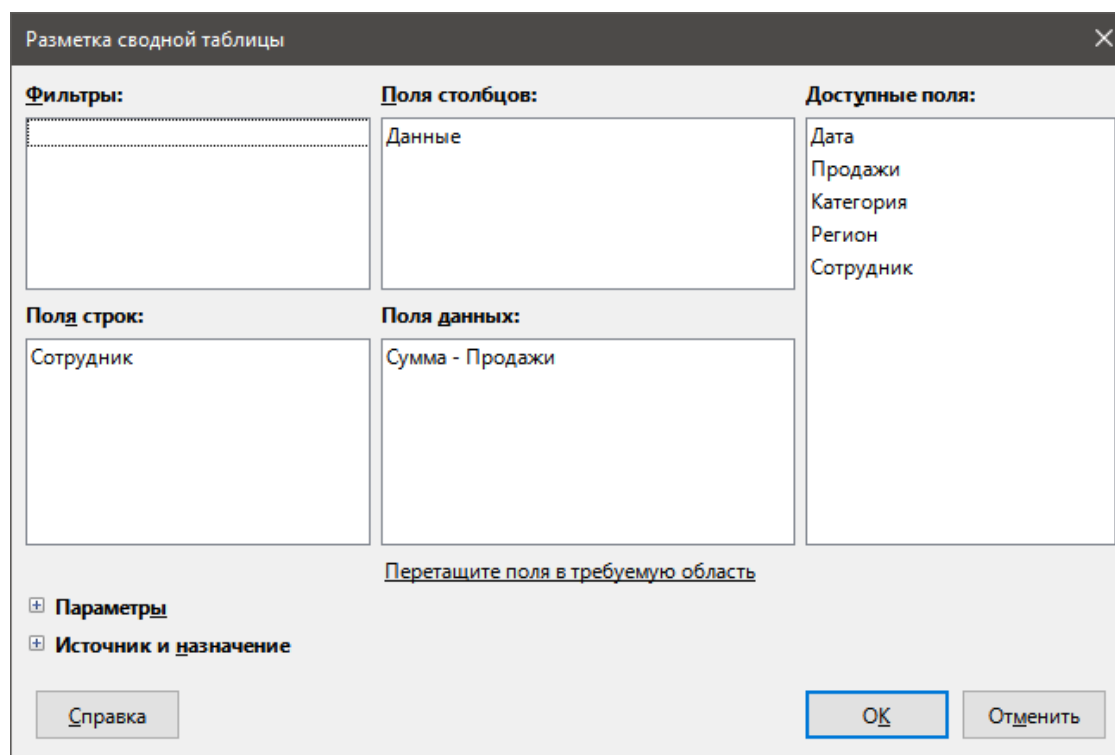 Разметка сводной таблицы
Фильтры:
Поля столбцов:
Доступные поля:
Данные
Дата
Продажи
Категория
Регион
Сотрудник
Поля строк:
Поля данных:
Сотрудник
Сумма - Продажи
Перетащите поля в требуемую область
Параметры
Источник и назначение
Справка
OK
Отменить